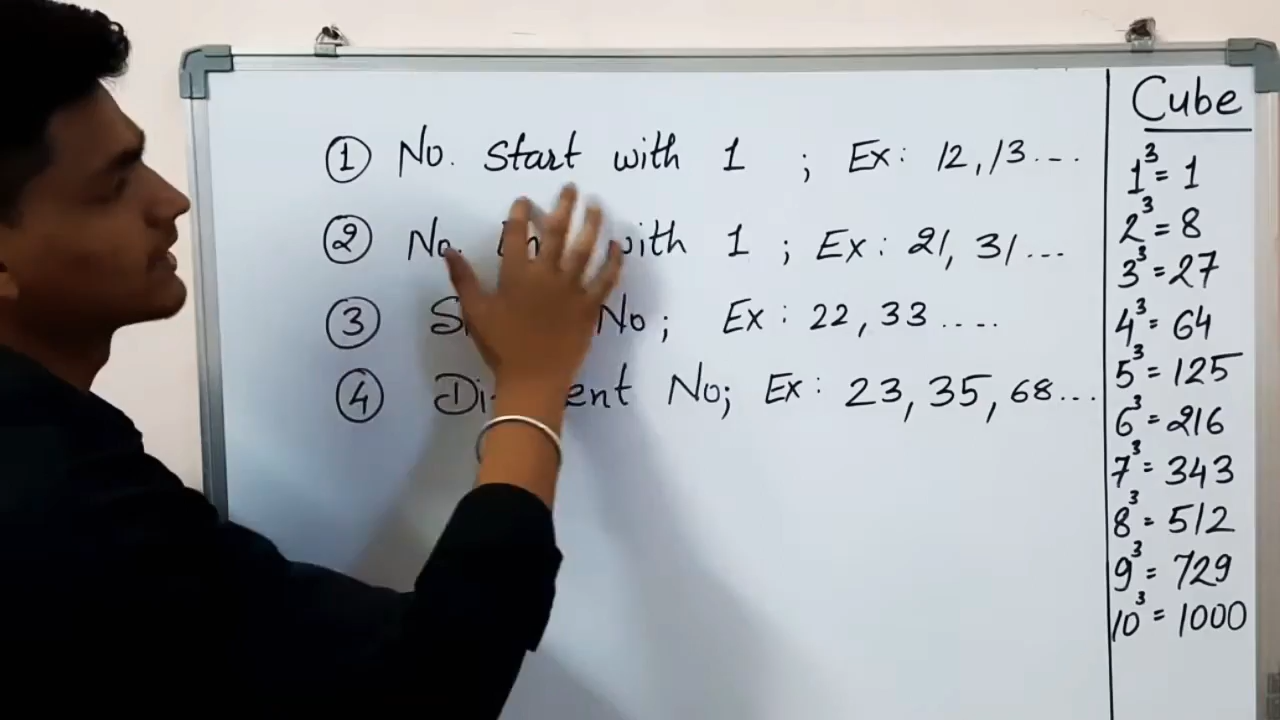 ① No. Start with 1 ; Ex: 12, 13...
② No. with 1 ; Ex: 21, 31...
③ No; Ex: 22, 33....
④ No; Ex: 23, 35, 68...
Cube
1³ = 1
2³ = 8
3³ = 27
4³ = 64
5³ = 125
6³ = 216
7³ = 343
8³ = 512
9³ = 729
10³ = 1000